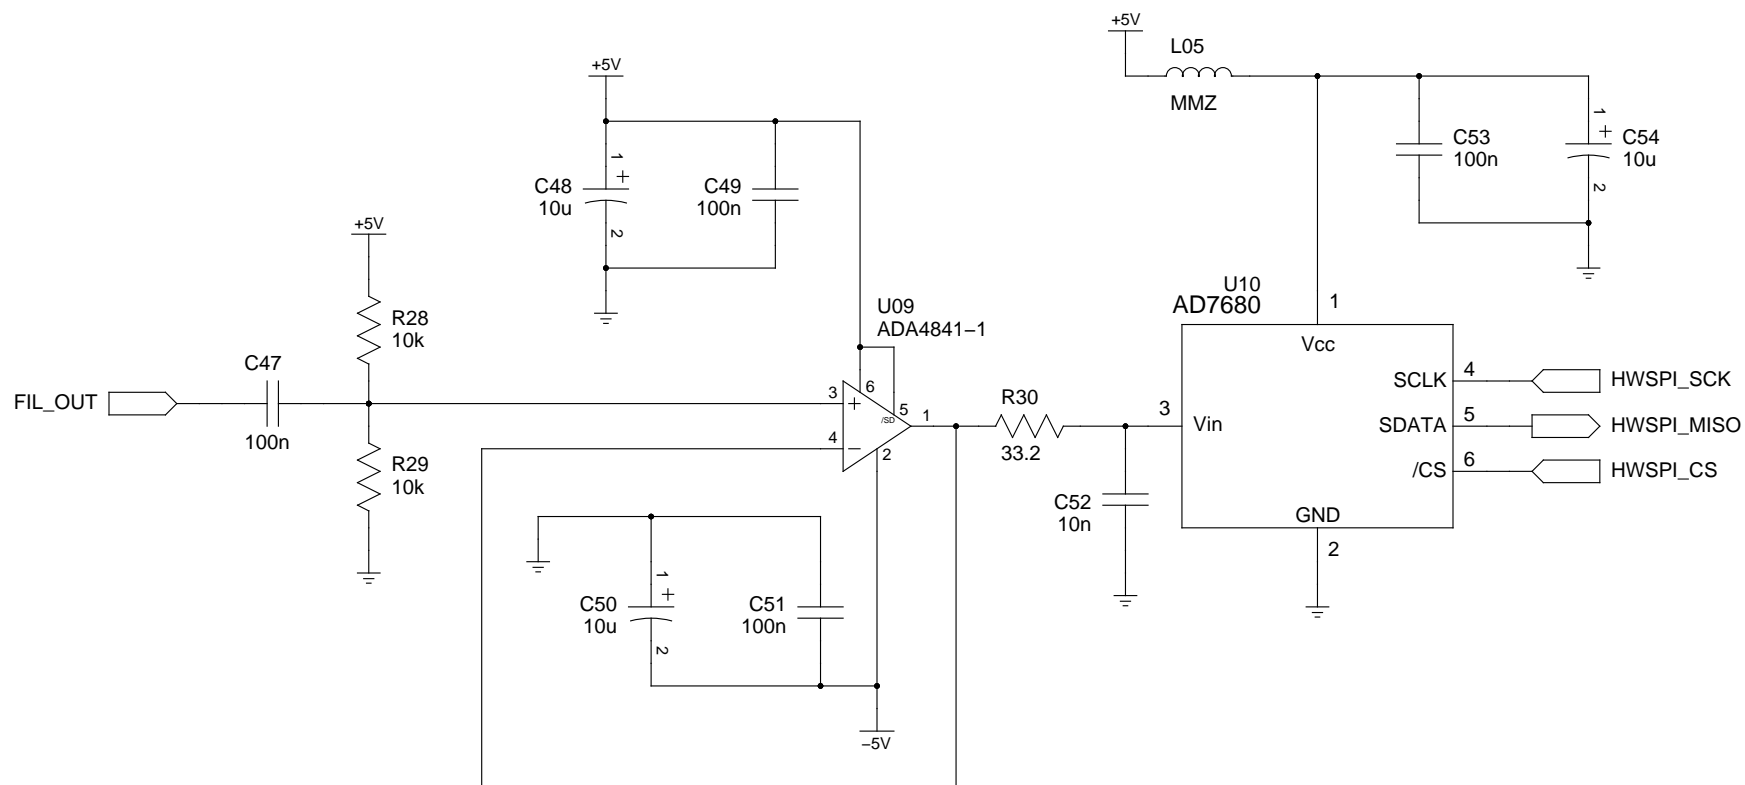 +5V
L05
MMZ
+5V
1
+
C53
100n
C54
10u
2
1
+
C48
10u
C49
100n
2
+5V
U10
AD7680
1
U09
ADA4841−1
R28
10k
Vcc
C47
100n
FIL_OUT
3
+
6
5
/SD
1
4
−
2
R30
33.2
3
Vin
SCLK
4
HWSPI_SCK
SDATA
5
HWSPI_MISO
/CS
6
HWSPI_CS
R29
10k
C52
10n
GND
2
1
+
C50
10u
C51
100n
2
−5V